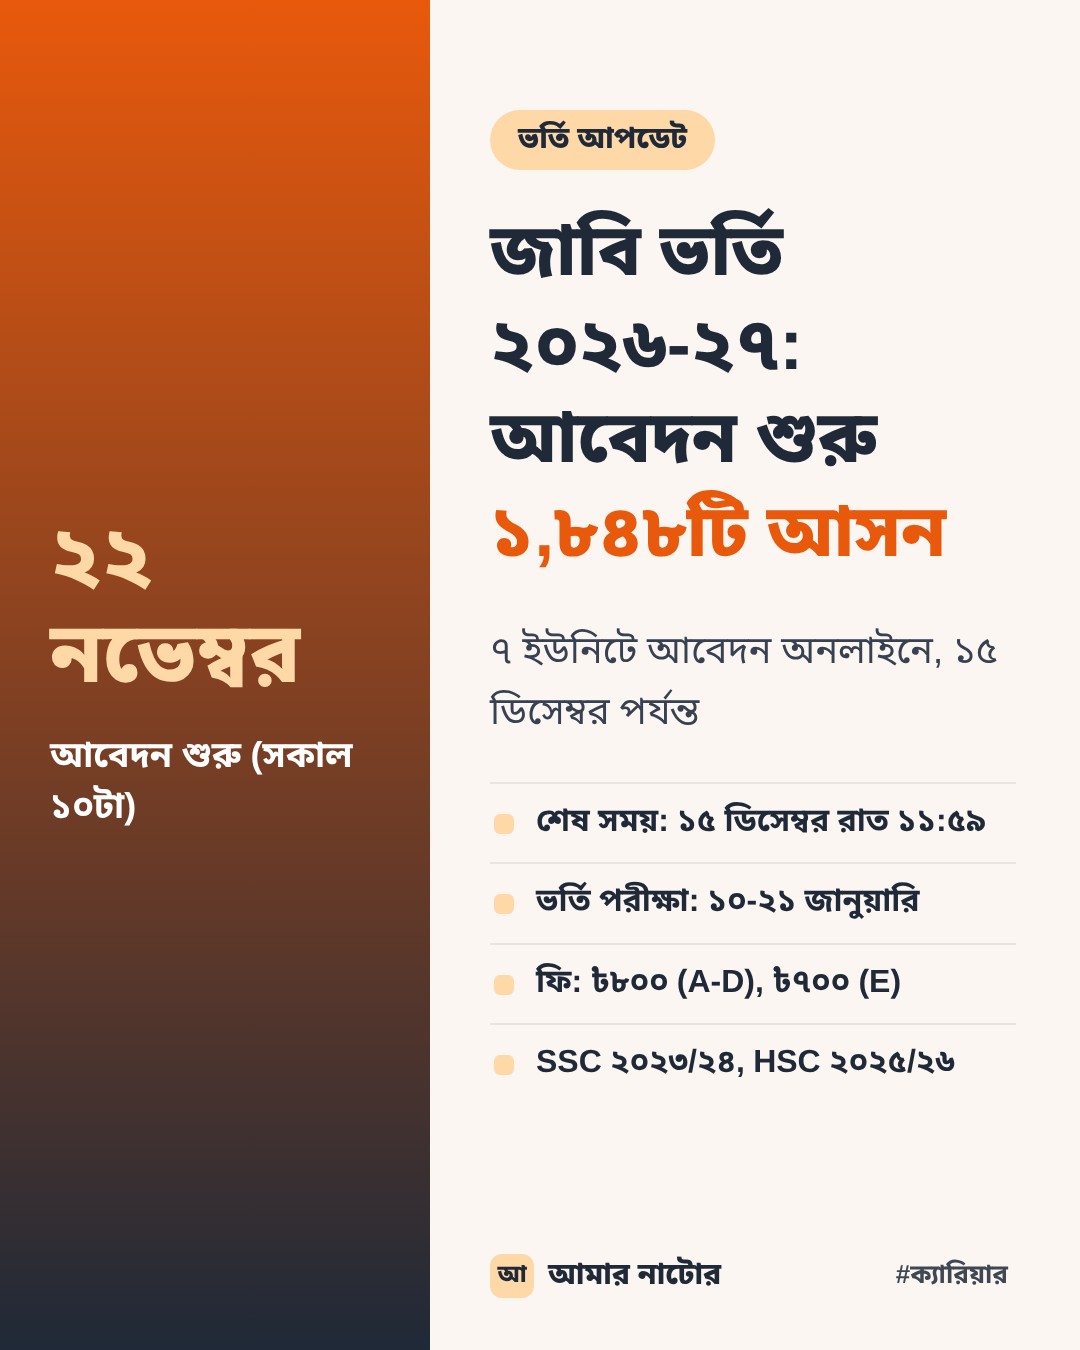 ২২
নভেম্বর
আবেদন শুরু (সকাল
১০টা)
ভর্তি আপডেট
জাবি ভর্তি
২০২৬-২৭:
আবেদন শুরু
১,৮৪৮টি আসন
৭ ইউনিটে আবেদন অনলাইনে, ১৫
ডিসেম্বর পর্যন্ত
শেষ সময়: ১৫ ডিসেম্বর রাত ১১:৫৯
ভর্তি পরীক্ষা: ১০-২১ জানুয়ারি
ফি: ৳৮০০ (A-D), ৳৭০০ (E)
SSC ২০২৩/২৪, HSC ২০২৫/২৬
আ আমার নাটোর #ক্যারিয়ার